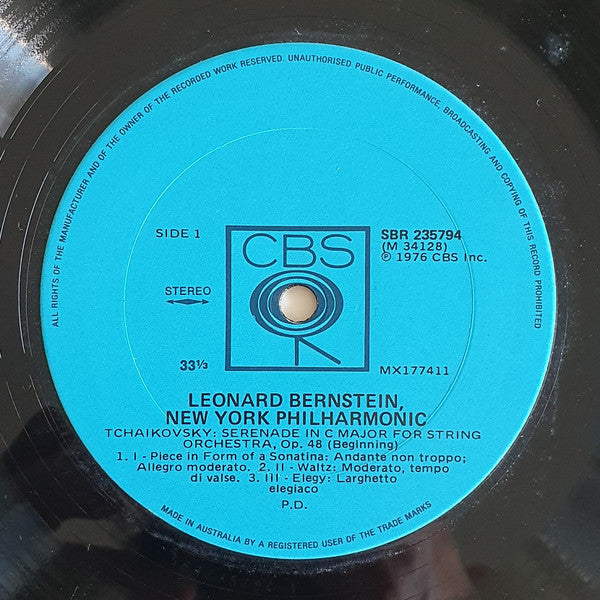 ALL RIGHTS OF THE MANUFACTURER AND OF THE OWNER OF THE RECORDED WORK RESERVED. UNAUTHORISED PUBLIC PERFORMANCE, BROADCASTING AND COPYING OF THIS RECORD PROHIBITED
SIDE 1
CBS
SBR 235794
(M 34128)
℗ 1976 CBS Inc.
STEREO
33⅓
MX177411
LEONARD BERNSTEIN,
NEW YORK PHILHARMONIC
TCHAIKOVSKY: SERENADE IN C MAJOR FOR STRING
ORCHESTRA, Op. 48 (Beginning)
1. I - Piece in Form of a Sonatina: Andante non troppo;
Allegro moderato. 2. II - Waltz: Moderato, tempo
di valse. 3. III - Elegy: Larghetto
elegiaco
P.D.
MADE IN AUSTRALIA BY A REGISTERED USER OF THE TRADE MARKS